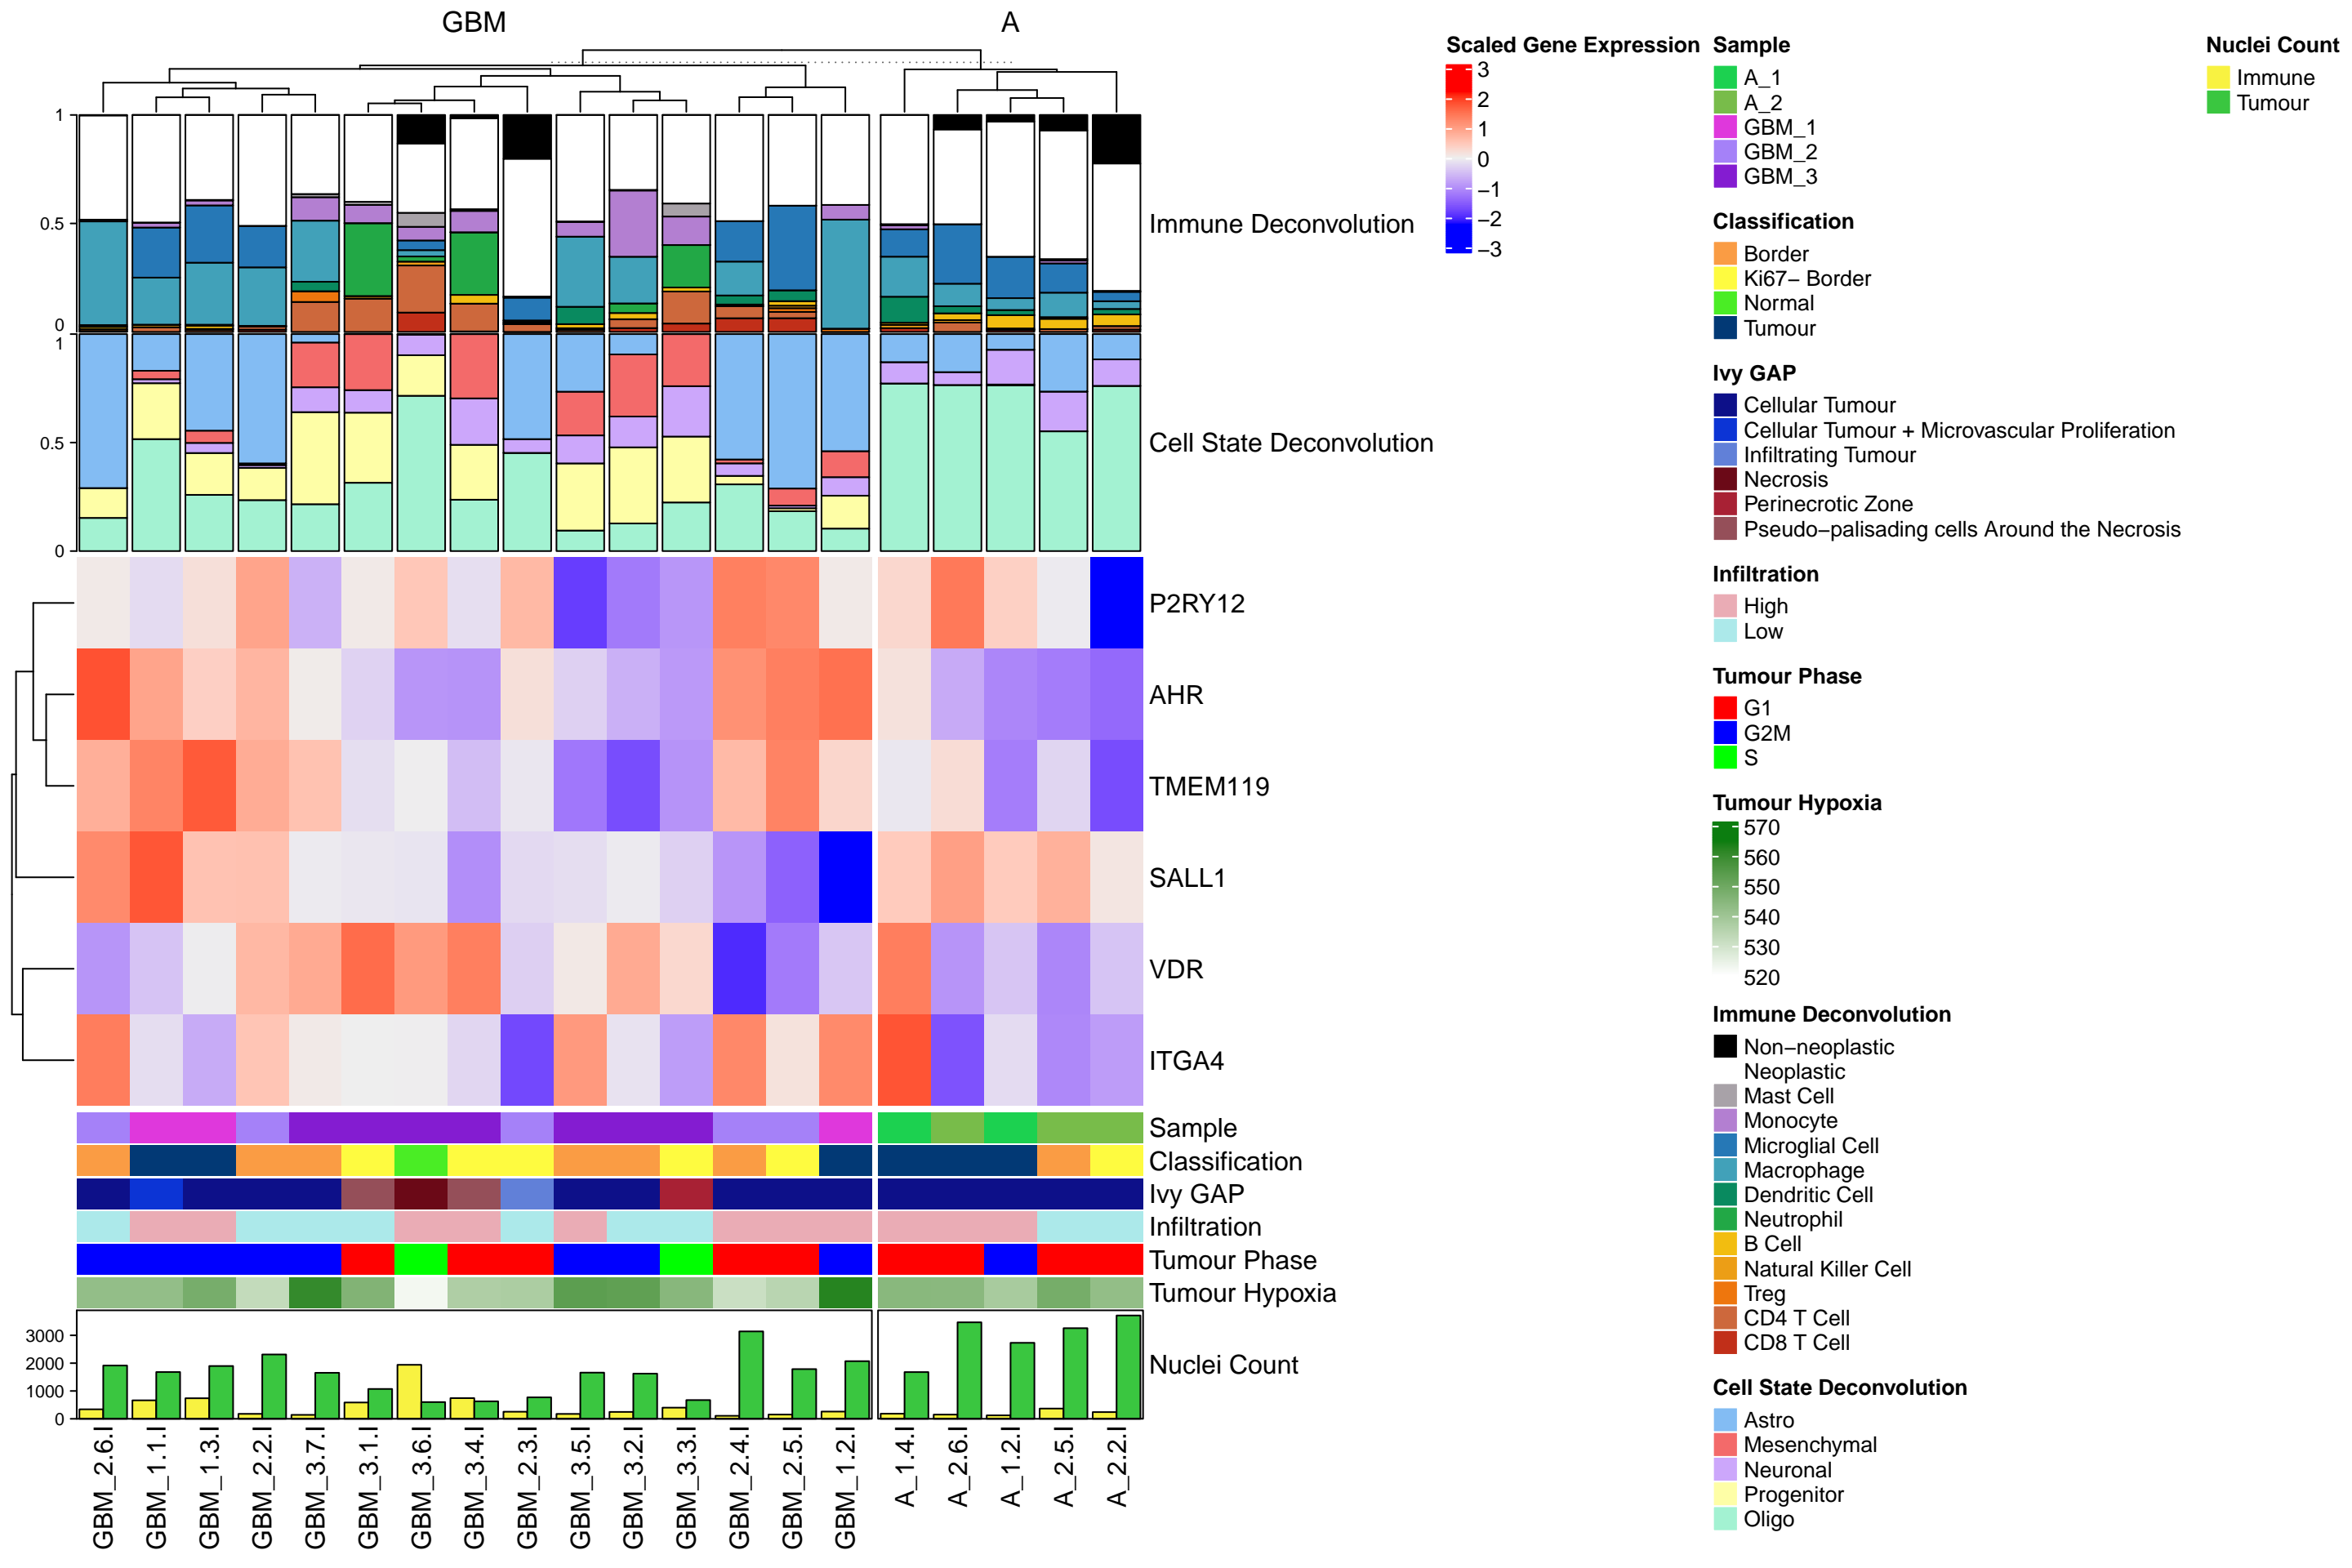 GBM
A
1
0.5
0
Immune Deconvolution
1
0.5
0
Cell State Deconvolution
P2RY12
AHR
TMEM119
SALL1
VDR
ITGA4
Sample
Classification
Ivy GAP
Infiltration
Tumour Phase
Tumour Hypoxia
3000
2000
1000
0
Nuclei Count
GBM_2.6.I
GBM_1.1.I
GBM_1.3.I
GBM_2.2.I
GBM_3.7.I
GBM_3.1.I
GBM_3.6.I
GBM_3.4.I
GBM_2.3.I
GBM_3.5.I
GBM_3.2.I
GBM_3.3.I
GBM_2.4.I
GBM_2.5.I
GBM_1.2.I
A_1.4.I
A_2.6.I
A_1.2.I
A_2.5.I
A_2.2.I
Scaled Gene Expression
3
2
1
0
−1
−2
−3
Sample
A_1
A_2
GBM_1
GBM_2
GBM_3
Classification
Border
Ki67− Border
Normal
Tumour
Ivy GAP
Cellular Tumour
Cellular Tumour + Microvascular Proliferation
Infiltrating Tumour
Necrosis
Perinecrotic Zone
Pseudo−palisading cells Around the Necrosis
Infiltration
High
Low
Tumour Phase
G1
G2M
S
Tumour Hypoxia
570
560
550
540
530
520
Immune Deconvolution
Non−neoplastic
Neoplastic
Mast Cell
Monocyte
Microglial Cell
Macrophage
Dendritic Cell
Neutrophil
B Cell
Natural Killer Cell
Treg
CD4 T Cell
CD8 T Cell
Cell State Deconvolution
Astro
Mesenchymal
Neuronal
Progenitor
Oligo
Nuclei Count
Immune
Tumour